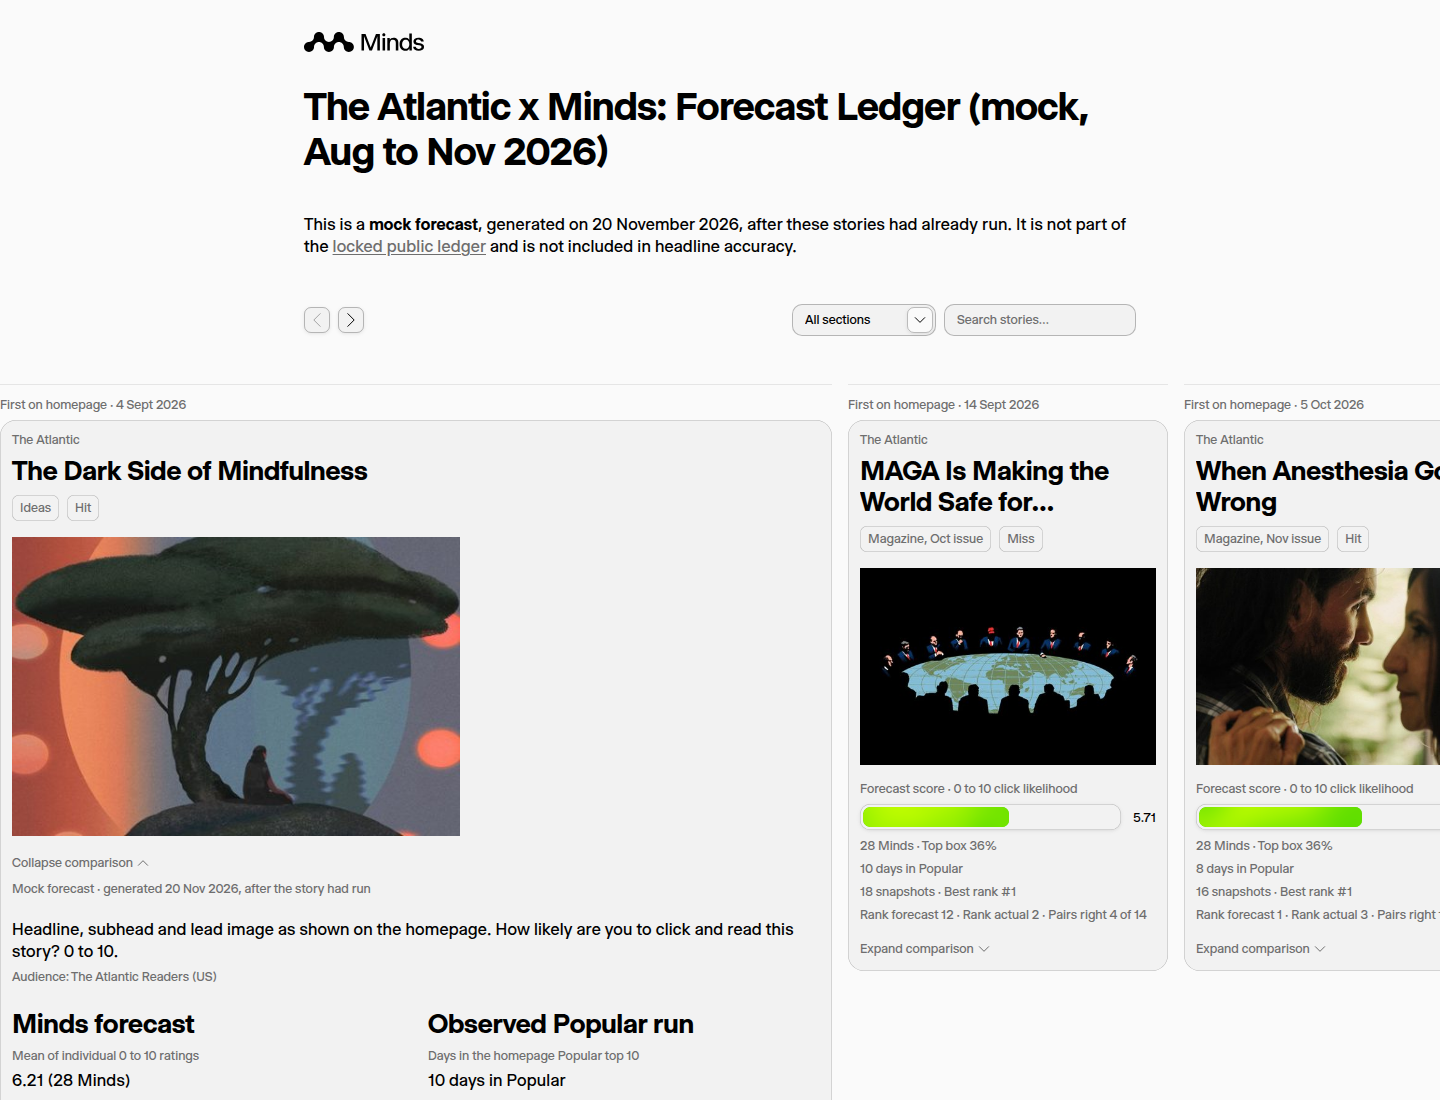 Minds
The Atlantic x Minds: Forecast Ledger (mock,
Aug to Nov 2026)
This is a mock forecast, generated on 20 November 2026, after these stories had already run. It is not part of
the locked public ledger and is not included in headline accuracy.
All sections
Search stories...
First on homepage · 4 Sept 2026
The Atlantic
The Dark Side of Mindfulness
Ideas
Hit
Collapse comparison
Mock forecast · generated 20 Nov 2026, after the story had run
Headline, subhead and lead image as shown on the homepage. How likely are you to click and read this
story? 0 to 10.
Audience: The Atlantic Readers (US)
Minds forecast
Mean of individual 0 to 10 ratings
6.21 (28 Minds)
Observed Popular run
Days in the homepage Popular top 10
10 days in Popular
First on homepage · 14 Sept 2026
The Atlantic
MAGA Is Making the
World Safe for...
Magazine, Oct issue
Miss
Forecast score · 0 to 10 click likelihood
5.71
28 Minds · Top box 36%
10 days in Popular
18 snapshots · Best rank #1
Rank forecast 12 · Rank actual 2 · Pairs right 4 of 14
Expand comparison
First on homepage · 5 Oct 2026
The Atlantic
When Anesthesia
Wrong
Magazine, Nov issue
Hit
Forecast score · 0 to 10 click likelihood
28 Minds · Top box 36%
8 days in Popular
16 snapshots · Best rank #1
Rank forecast 1 · Rank actual 3 · Pairs right
Expand comparison